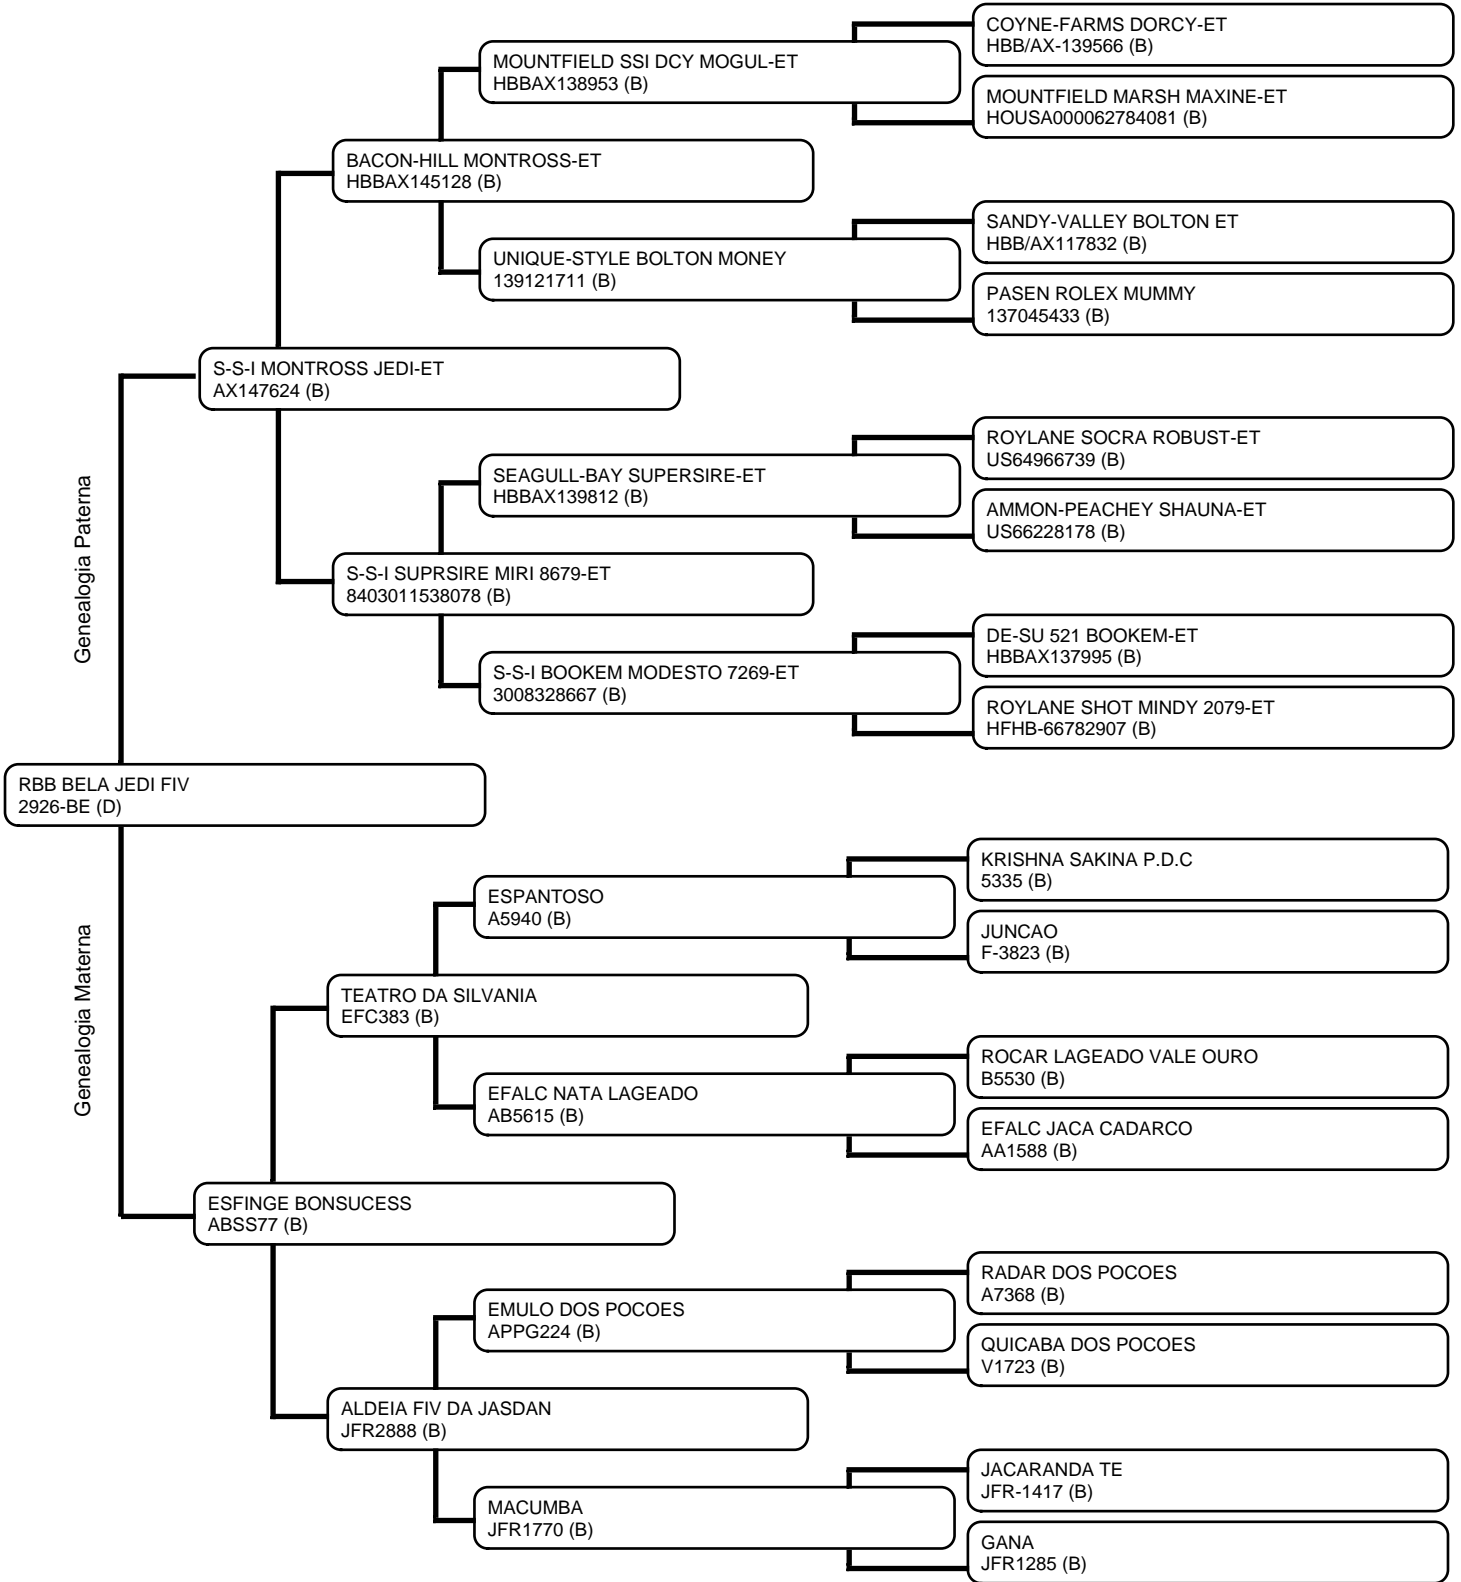 COYNE-FARMS DORCY-ET
HBB/AX-139566 (B)
MOUNTFIELD SSI DCY MOGUL-ET
HBBAX138953 (B)
MOUNTFIELD MARSH MAXINE-ET
HOUSA000062784081 (B)
BACON-HILL MONTROSS-ET
HBBAX145128 (B)
SANDY-VALLEY BOLTON ET
HBB/AX117832 (B)
UNIQUE-STYLE BOLTON MONEY
139121711 (B)
PASEN ROLEX MUMMY
137045433 (B)
S-S-I MONTROSS JEDI-ET
AX147624 (B)
ROYLANE SOCRA ROBUST-ET
US64966739 (B)
SEAGULL-BAY SUPERSIRE-ET
HBBAX139812 (B)
AMMON-PEACHEY SHAUNA-ET
US66228178 (B)
Genealogia Paterna
S-S-I SUPRSIRE MIRI 8679-ET
8403011538078 (B)
DE-SU 521 BOOKEM-ET
HBBAX137995 (B)
S-S-I BOOKEM MODESTO 7269-ET
3008328667 (B)
ROYLANE SHOT MINDY 2079-ET
HFHB-66782907 (B)
RBB BELA JEDI FIV
2926-BE (D)
KRISHNA SAKINA P.D.C
5335 (B)
ESPANTOSO
A5940 (B)
JUNCAO
F-3823 (B)
Genealogia Materna
TEATRO DA SILVANIA
EFC383 (B)
ROCAR LAGEADO VALE OURO
B5530 (B)
EFALC NATA LAGEADO
AB5615 (B)
EFALC JACA CADARCO
AA1588 (B)
ESFINGE BONSUCESS
ABSS77 (B)
RADAR DOS POCOES
A7368 (B)
EMULO DOS POCOES
APPG224 (B)
QUICABA DOS POCOES
V1723 (B)
ALDEIA FIV DA JASDAN
JFR2888 (B)
JACARANDA TE
JFR-1417 (B)
MACUMBA
JFR1770 (B)
GANA
JFR1285 (B)